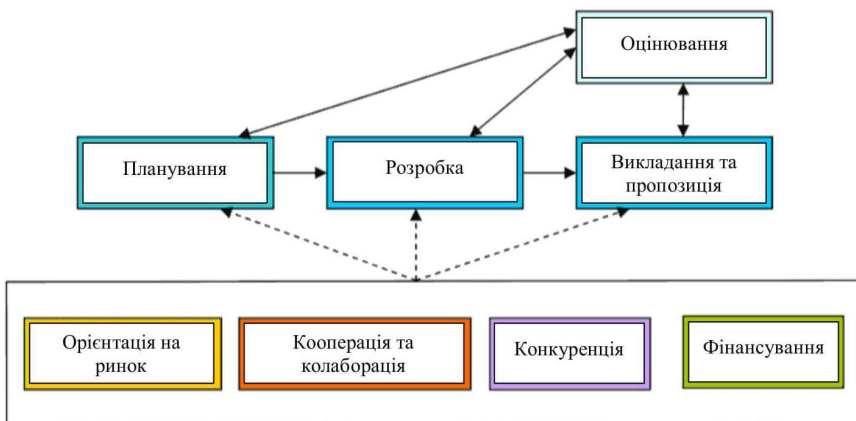 Оцінювання
Планування
Розробка
Викладання та
пропозиція
Орієнтація на
ринок
Кооперація та
колаборація
Конкуренція
Фінансування